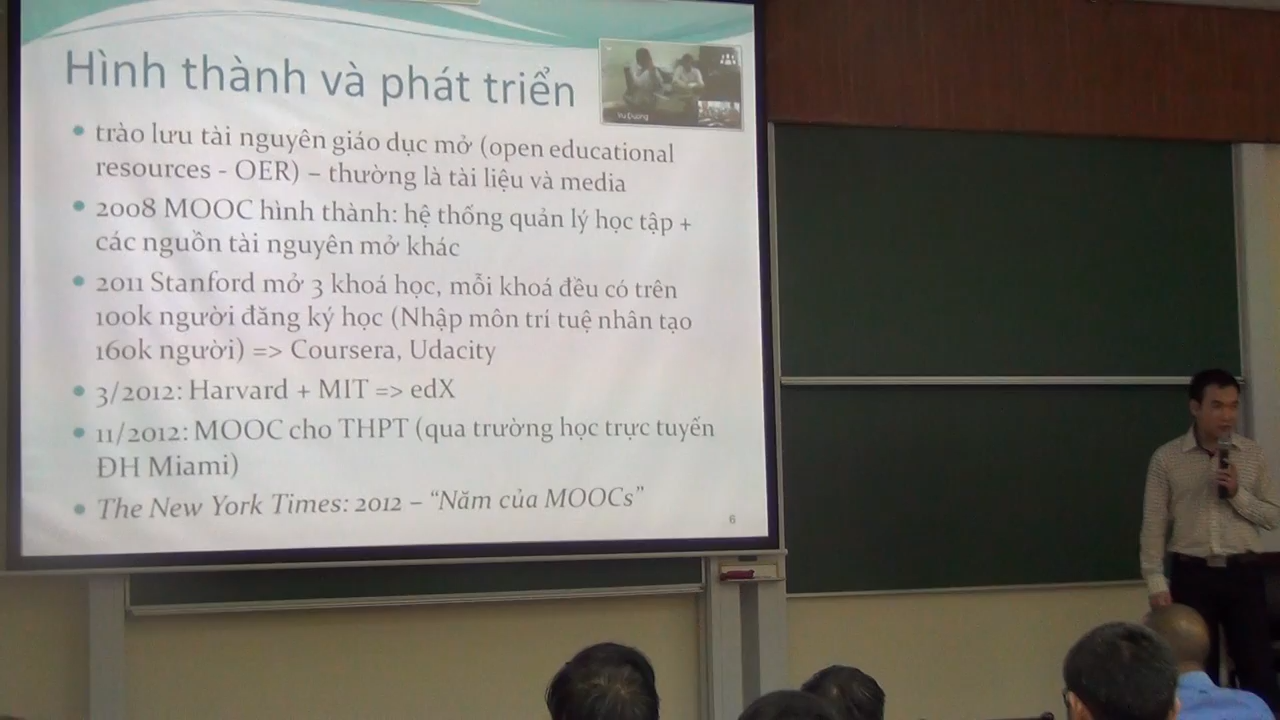 Hình thành và phát triển
Vu Duong
trào lưu tài nguyên giáo dục mở (open educational
resources - OER) – thường là tài liệu và media
2008 MOOC hình thành: hệ thống quản lý học tập +
các nguồn tài nguyên mở khác
2011 Stanford mở 3 khoá học, mỗi khoá đều có trên
100k người đăng ký học (Nhập môn trí tuệ nhân tạo
160k người) => Coursera, Udacity
3/2012: Harvard + MIT => edX
11/2012: MOOC cho THPT (qua trường học trực tuyến
ĐH Miami)
The New York Times: 2012 – “Năm của MOOCs”
6